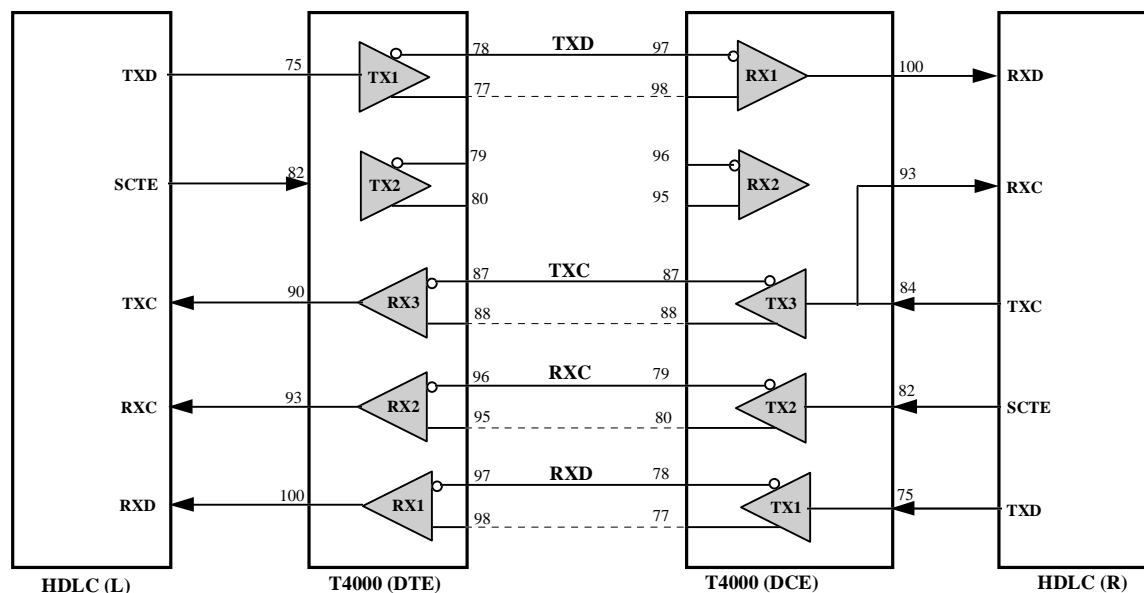 TXD 75 TX1 78 TXD 97 RX1 100 RXD
77 98
SCTE 82 TX2 79 96 RX2 93 RXC
80 95
TXC 90 RX3 87 TXC 87 TX3 84 TXC
88 88
RXC 93 RX2 96 RXC 79 TX2 82 SCTE
95 80
RXD 100 RX1 97 RXD 78 TX1 75 TXD
98 77
HDLC (L) T4000 (DTE) T4000 (DCE) HDLC (R)